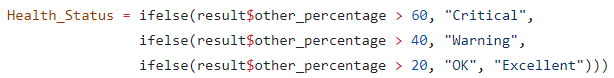 Health_Status = ifelse(result$other_percentage > 60, "Critical",
ifelse(result$other_percentage > 40, "Warning",
ifelse(result$other_percentage > 20, "OK", "Excellent")))